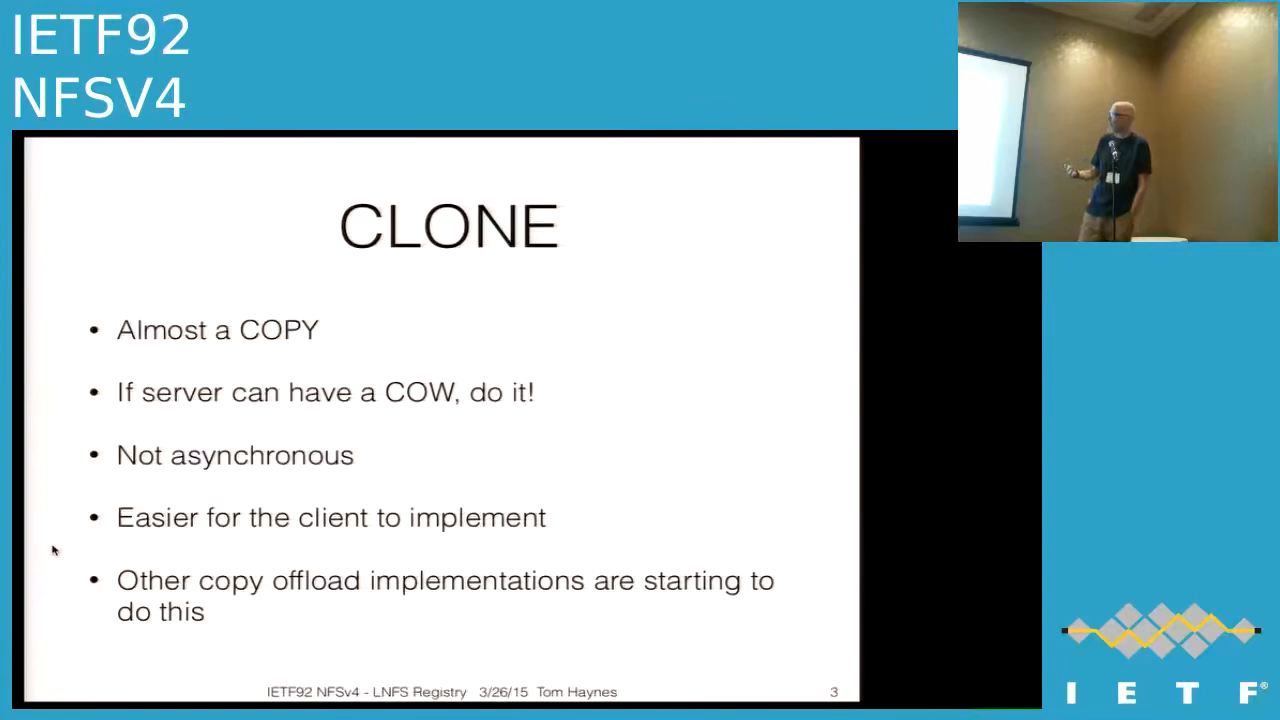 IETF92
NFSV4
CLONE
• Almost a COPY
• If server can have a COW, do it!
• Not asynchronous
• Easier for the client to implement
• Other copy offload implementations are starting to
do this
IETF92 NFSv4 - LNFS Registry 3/26/15 Tom Haynes 3
I E T F®